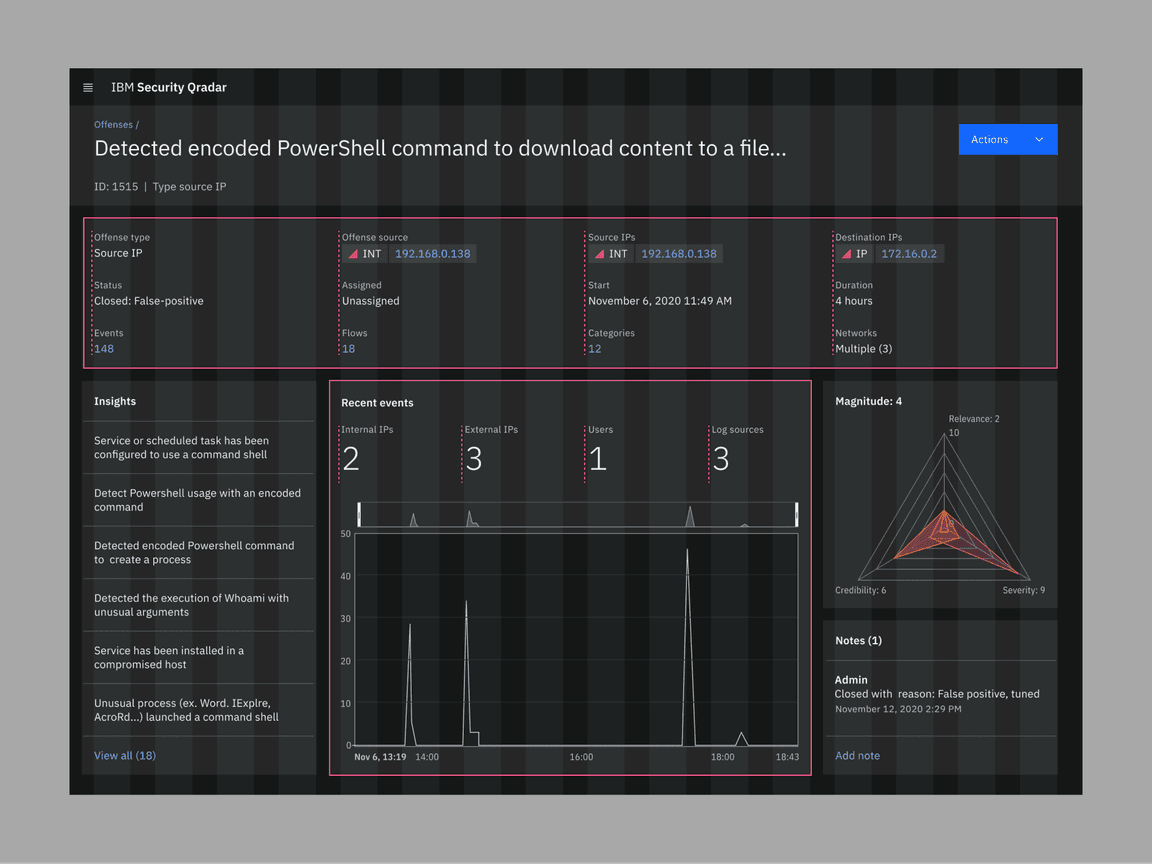 IBM Security Qradar
Offenses /
Detected encoded PowerShell command to download content to a file...
Actions
ID: 1515 | Type source IP
Offense type
Source IP
Offense source
INT 192.168.0.138
Source IPs
INT 192.168.0.138
Destination IPs
IP 172.16.0.2
Status
Closed: False-positive
Assigned
Unassigned
Start
November 6, 2020 11:49 AM
Duration
4 hours
Events
148
Flows
18
Categories
12
Networks
Multiple (3)
Insights
Service or scheduled task has been
configured to use a command shell
Detect Powershell usage with an encoded
command
Detected encoded Powershell command
to create a process
Detected the execution of Whoami with
unusual arguments
Service has been installed in a
compromised host
Unusual process (ex. Word. IExplre,
AcroRd...) launched a command shell
View all (18)
Recent events
Internal IPs
2
External IPs
3
Users
1
Log sources
3
50
40
30
20
10
0
Nov 6, 13:19 14:00 16:00 18:00 18:43
Magnitude: 4
Relevance: 2
10
0
Credibility: 6
Severity: 9
Notes (1)
Admin
Closed with reason: False positive, tuned
November 12, 2020 2:29 PM
Add note